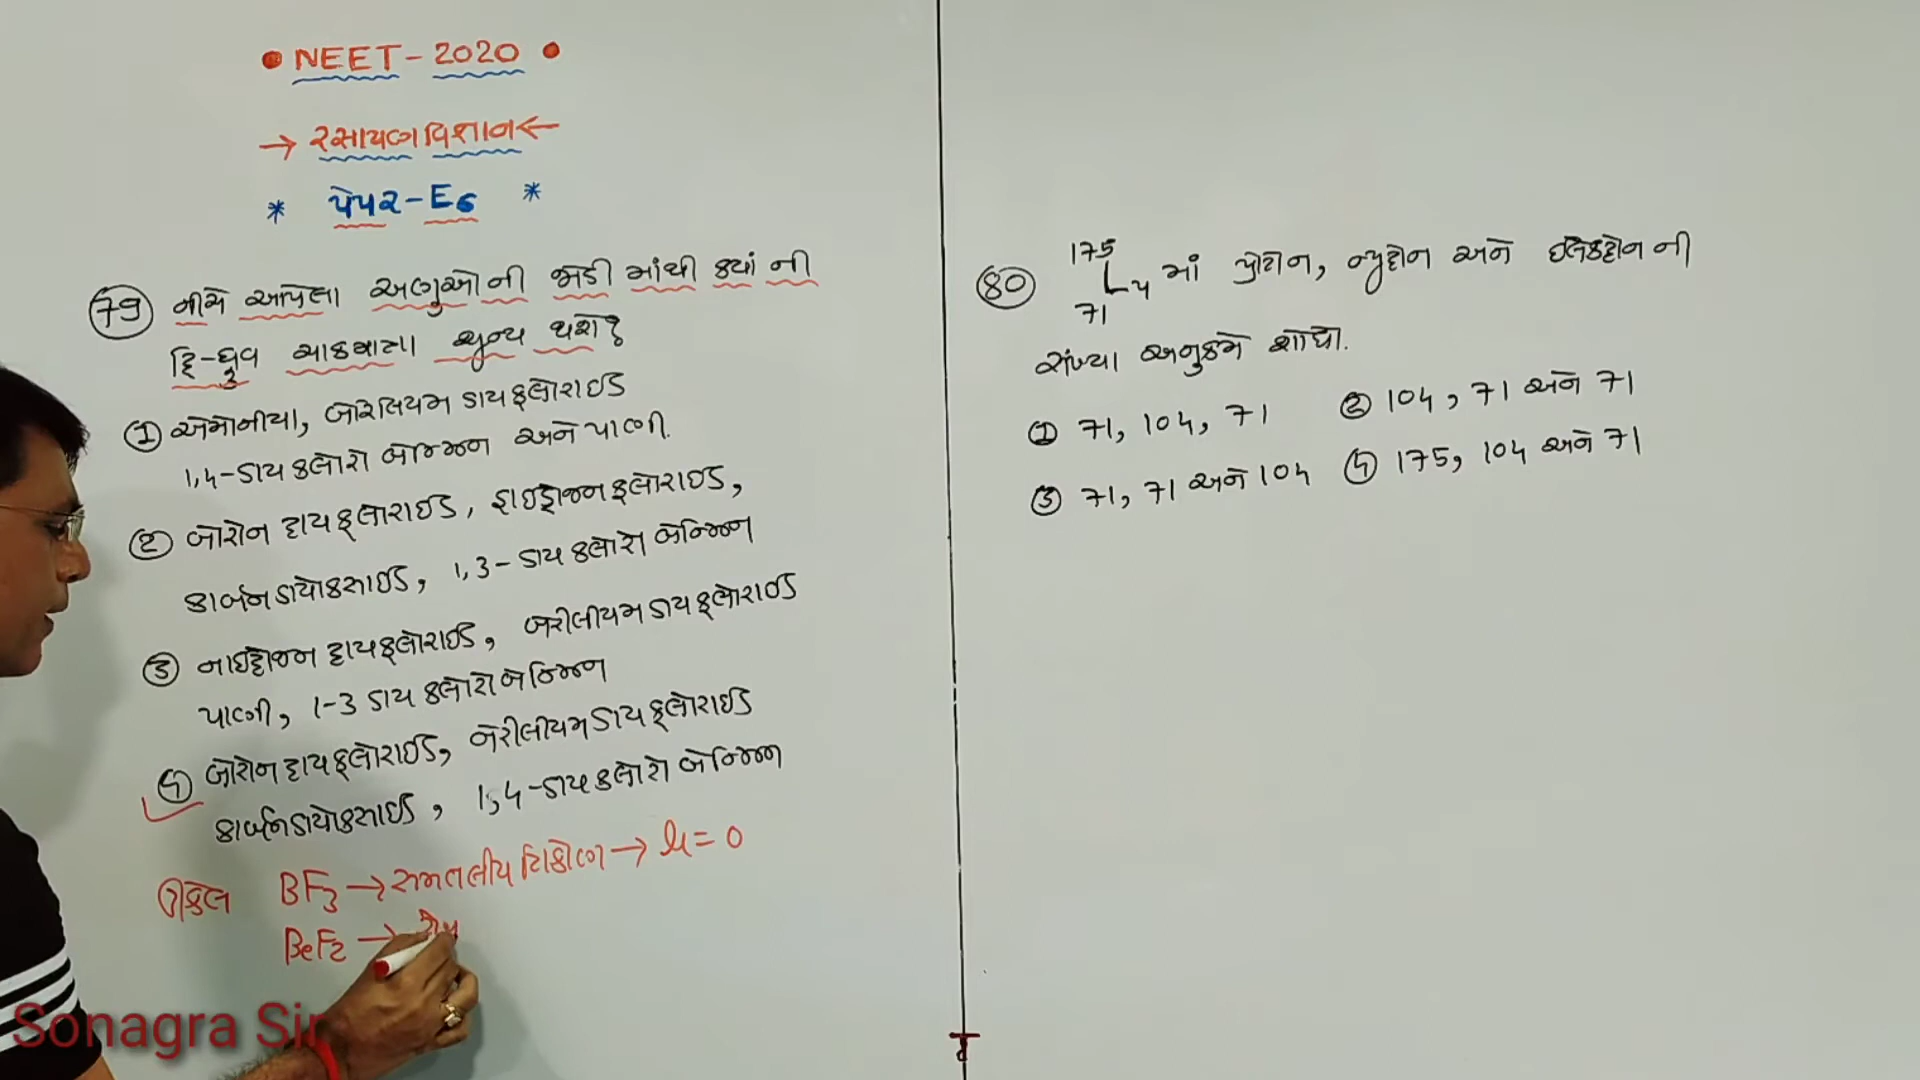 • NEET - 2020 •
→ રસાયણ વિજ્ઞાન ←
* પેપર - E6 *
79 નીચે આપેલા અણુઓ ની જોડી માંથી ક્યાં ની
દ્વિ-ધ્રુવ ચાકમાત્રા શૂન્ય થશે?
① એમોનીયા, બેરેલિયમ ડાયફ્લોરાઈડ
1,4-ડાયક્લોરો બેન્ઝિન અને પાણી.
② બોરોન ટ્રાયફ્લોરાઈડ, હાઈડ્રોજન ફ્લોરાઈડ,
કાર્બન ડાયોક્સાઈડ, 1,3-ડાયક્લોરો બેન્ઝિન
③ નાઈટ્રોજન ટ્રાયફ્લોરાઈડ, બેરીલીયમ ડાયફ્લોરાઈડ
પાણી, 1-3 ડાયક્લોરો બેન્ઝિન
④ બોરોન ટ્રાયફ્લોરાઈડ, બેરીલીયમ ડાયફ્લોરાઈડ
કાર્બન ડાયોક્સાઈડ, 1,4-ડાયક્લોરો બેન્ઝિન
ઉકેલ BF3 → સમતલીય ત્રિકોણ → μ = 0
BeF2 →
80 175 71 Lu માં પ્રોટોન, ન્યુટ્રોન અને ઈલેક્ટ્રોન ની
સંખ્યા અનુક્રમે શોધો.
① 71, 104, 71 ② 104, 71 અને 71
③ 71, 71 અને 104 ④ 175, 104 અને 71
Sonagra Sir